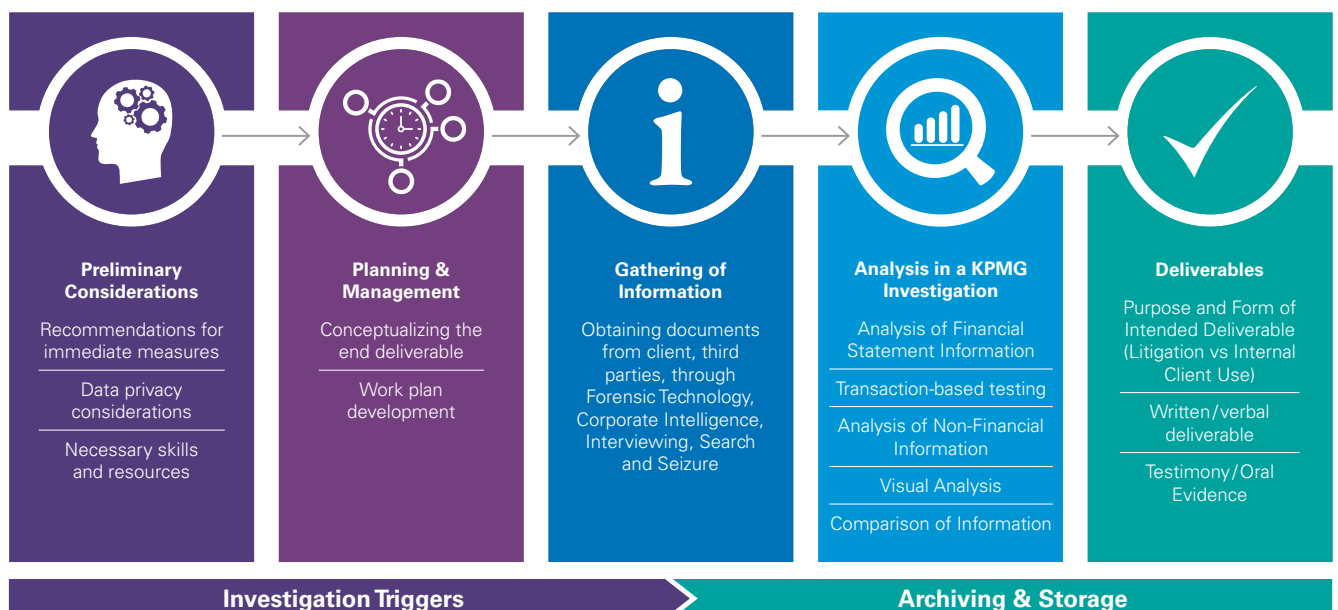 Preliminary
Considerations
Recommendations for
immediate measures
Data privacy
considerations
Necessary skills
and resources
Planning &
Management
Conceptualizing the
end deliverable
Work plan
development
Gathering of
Information
Obtaining documents
from client, third
parties, through
Forensic Technology,
Corporate Intelligence,
Interviewing, Search
and Seizure
Analysis in a KPMG
Investigation
Analysis of Financial
Statement Information
Transaction-based testing
Analysis of Non-Financial
Information
Visual Analysis
Comparison of Information
Deliverables
Purpose and Form of
Intended Deliverable
(Litigation vs Internal
Client Use)
Written/verbal
deliverable
Testimony/Oral
Evidence
Investigation Triggers
Archiving & Storage